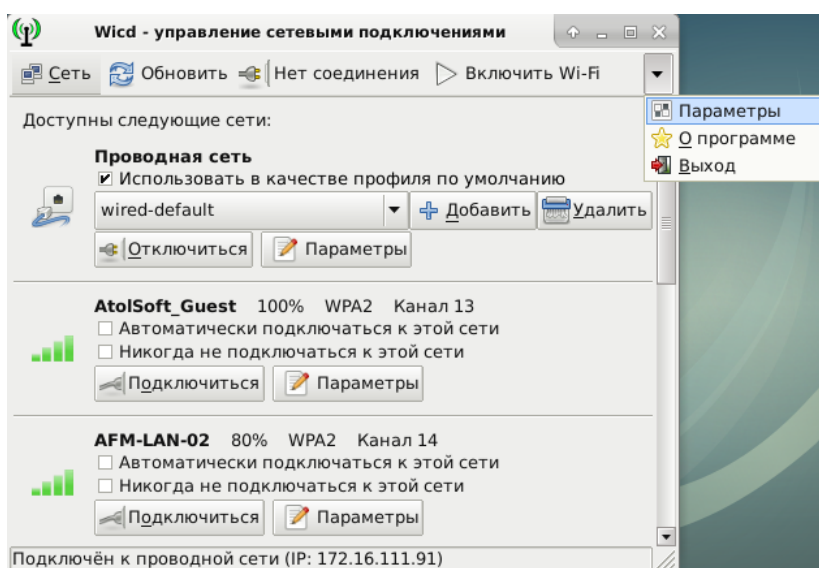 Wicd - управление сетевыми подключениями
Сеть Обновить Нет соединения Включить Wi-Fi
Параметры
О программе
Выход
Доступны следующие сети:
Проводная сеть
Использовать в качестве профиля по умолчанию
wired-default Добавить Удалить
Отключиться Параметры
AtolSoft_Guest 100% WPA2 Канал 13
Автоматически подключаться к этой сети
Никогда не подключаться к этой сети
Подключиться Параметры
AFM-LAN-02 80% WPA2 Канал 14
Автоматически подключаться к этой сети
Никогда не подключаться к этой сети
Подключиться Параметры
Подключён к проводной сети (IP: 172.16.111.91)